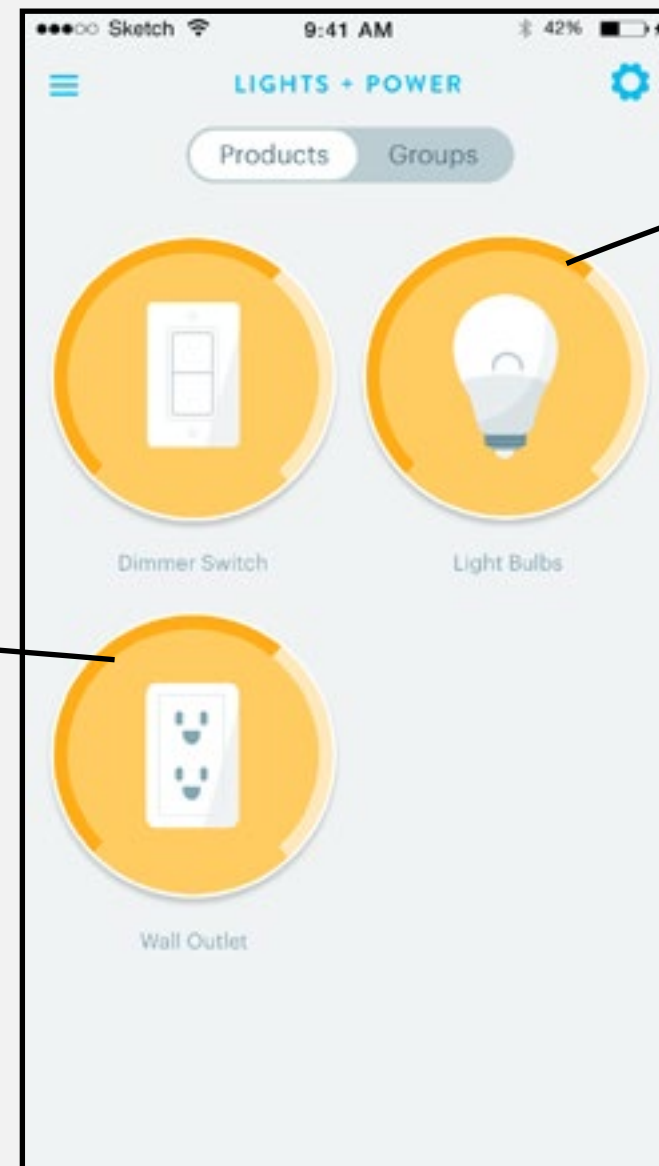 Sketch 9:41 AM 42%
LIGHTS + POWER
Products Groups
Dimmer Switch Light Bulbs
Wall Outlet